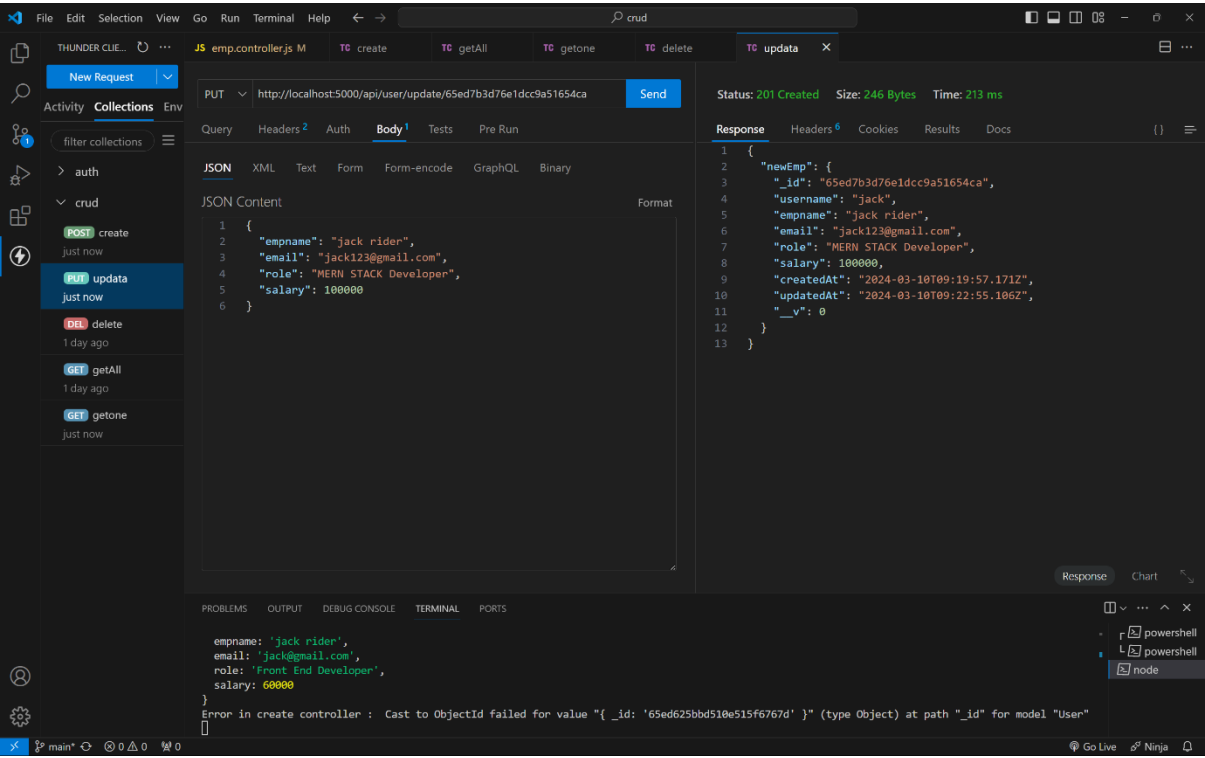 File Edit Selection View Go Run Terminal Help
crud
THUNDER CLIE...
New Request
Activity Collections Env
filter collections
auth
crud
POST create
just now
PUT updata
just now
DEL delete
1 day ago
GET getAll
1 day ago
GET getone
just now
JS emp.controller.js M
TC create
TC getAll
TC getone
TC delete
TC updata
PUT http://localhost:5000/api/user/update/65ed7b3d76e1dcc9a51654ca Send
Query Headers 2 Auth Body 1 Tests Pre Run
JSON XML Text Form Form-encode GraphQL Binary
JSON Content Format
1 {
2 "empname": "jack rider",
3 "email": "jack123@gmail.com",
4 "role": "MERN STACK Developer",
5 "salary": 100000
6 }
Status: 201 Created Size: 246 Bytes Time: 213 ms
Response Headers 6 Cookies Results Docs {}
1 {
2 "newEmp": {
3 "_id": "65ed7b3d76e1dcc9a51654ca",
4 "username": "jack",
5 "empname": "jack rider",
6 "email": "jack123@gmail.com",
7 "role": "MERN STACK Developer",
8 "salary": 100000,
9 "createdAt": "2024-03-10T09:19:57.171Z",
10 "updatedAt": "2024-03-10T09:22:55.106Z",
11 "__v": 0
12 }
13 }
Response Chart
PROBLEMS OUTPUT DEBUG CONSOLE TERMINAL PORTS
empname: 'jack rider',
email: 'jack@gmail.com',
role: 'Front End Developer',
salary: 60000
}
Error in create controller : Cast to ObjectId failed for value "{ _id: '65ed625bbd510e515f6767d' }" (type Object) at path "_id" for model "User"
powershell
powershell
node
main* 0 0 0
Go Live Ninja